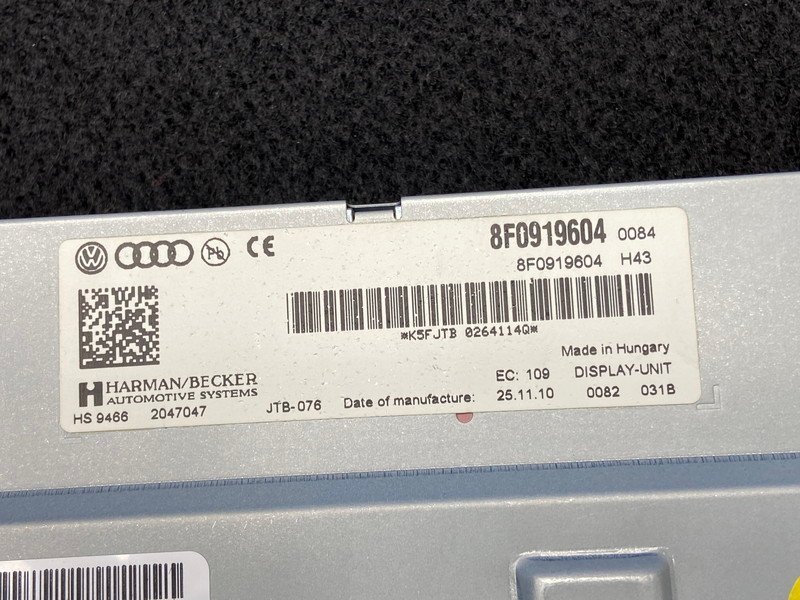 8F0919604 0084
8F0919604 H43
Pb CE
*K5FJTB 0264114Q*
Made in Hungary
HARMAN/BECKER
AUTOMOTIVE SYSTEMS
EC: 109 DISPLAY-UNIT
HS 9466 2047047 JTB-076 Date of manufacture: 25.11.10 0082 031B